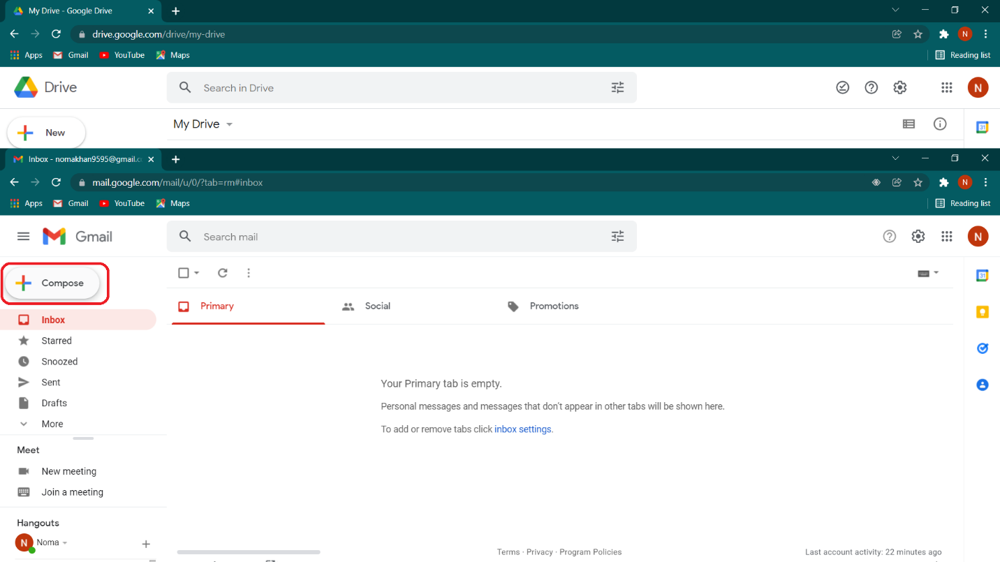 My Drive - Google Drive
drive.google.com/drive/my-drive
Apps Gmail YouTube Maps Reading list
Drive Search in Drive N
New My Drive
31
Inbox - nomakhan9595@gmail.c
mail.google.com/mail/u/0/?tab=rm#inbox N
Apps Gmail YouTube Maps Reading list
Gmail Search mail N
Compose
31
Primary Social Promotions
Inbox
Starred
Snoozed
Sent
Drafts
More
Your Primary tab is empty.
Personal messages and messages that don't appear in other tabs will be shown here.
To add or remove tabs click inbox settings.
Meet
New meeting
Join a meeting
Hangouts
N Noma
Terms · Privacy · Program Policies
Last account activity: 22 minutes ago